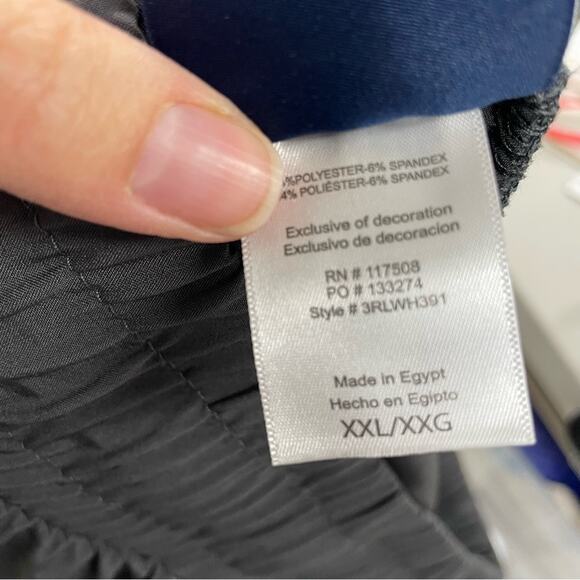 %POLYESTER-6% SPANDEX
4% POLIÉSTER-6% SPANDEX
Exclusive of decoration
Exclusivo de decoracion
RN # 117508
PO # 133274
Style # 3RLWH391
Made in Egypt
Hecho en Egipto
XXL/XXG